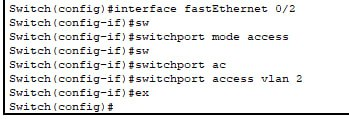 Switch(config)#interface fastEthernet 0/2
Switch(config-if)#sw
Switch(config-if)#switchport mode access
Switch(config-if)#sw
Switch(config-if)#switchport ac
Switch(config-if)#switchport access vlan 2
Switch(config-if)#ex
Switch(config)#